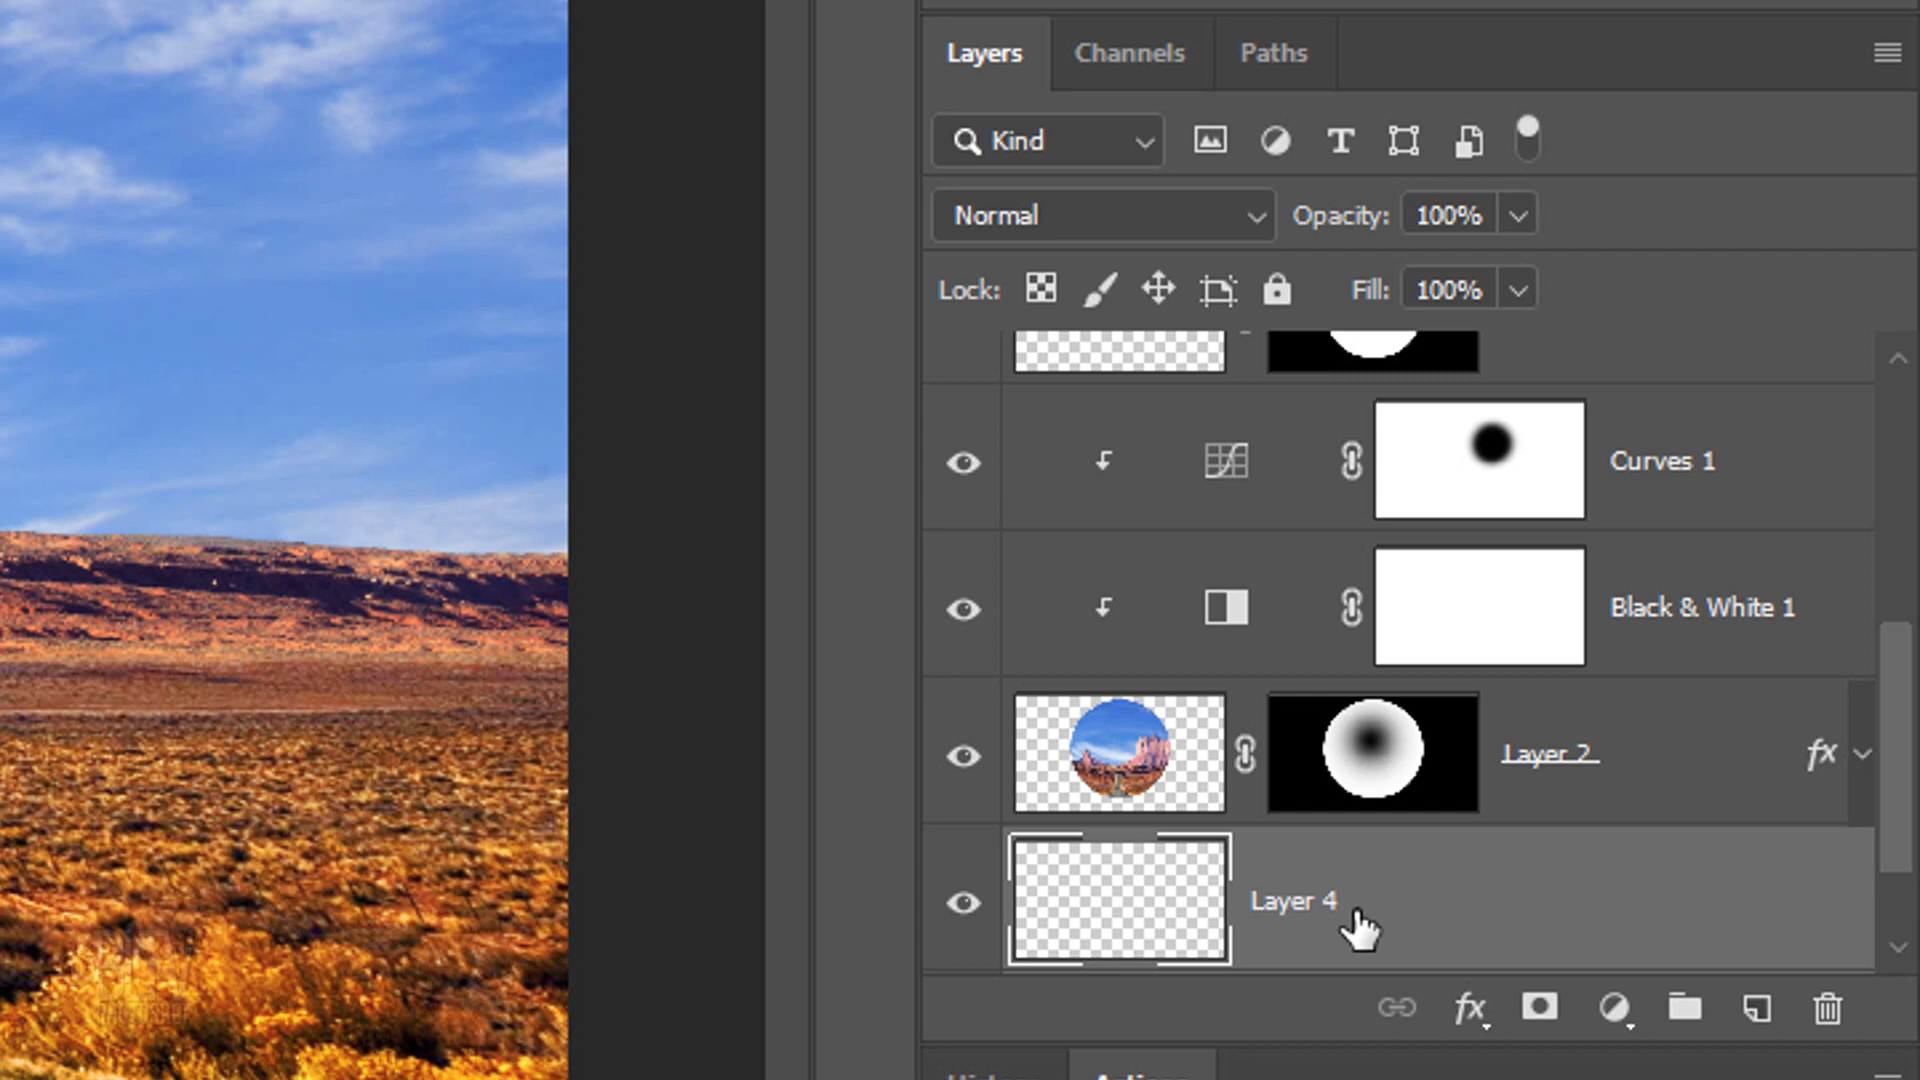 Layers Channels Paths
Kind
Normal Opacity: 100%
Lock: Fill: 100%
Curves 1
Black & White 1
Layer 2 fx
Layer 4
fx